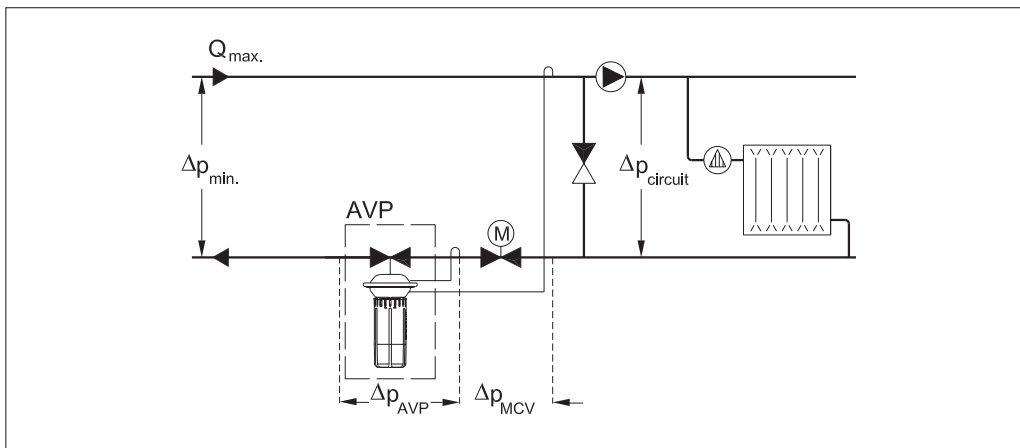 Qmax.
Δpmin.
Δpcircuit
AVP
M
ΔpAVP
ΔpMCV